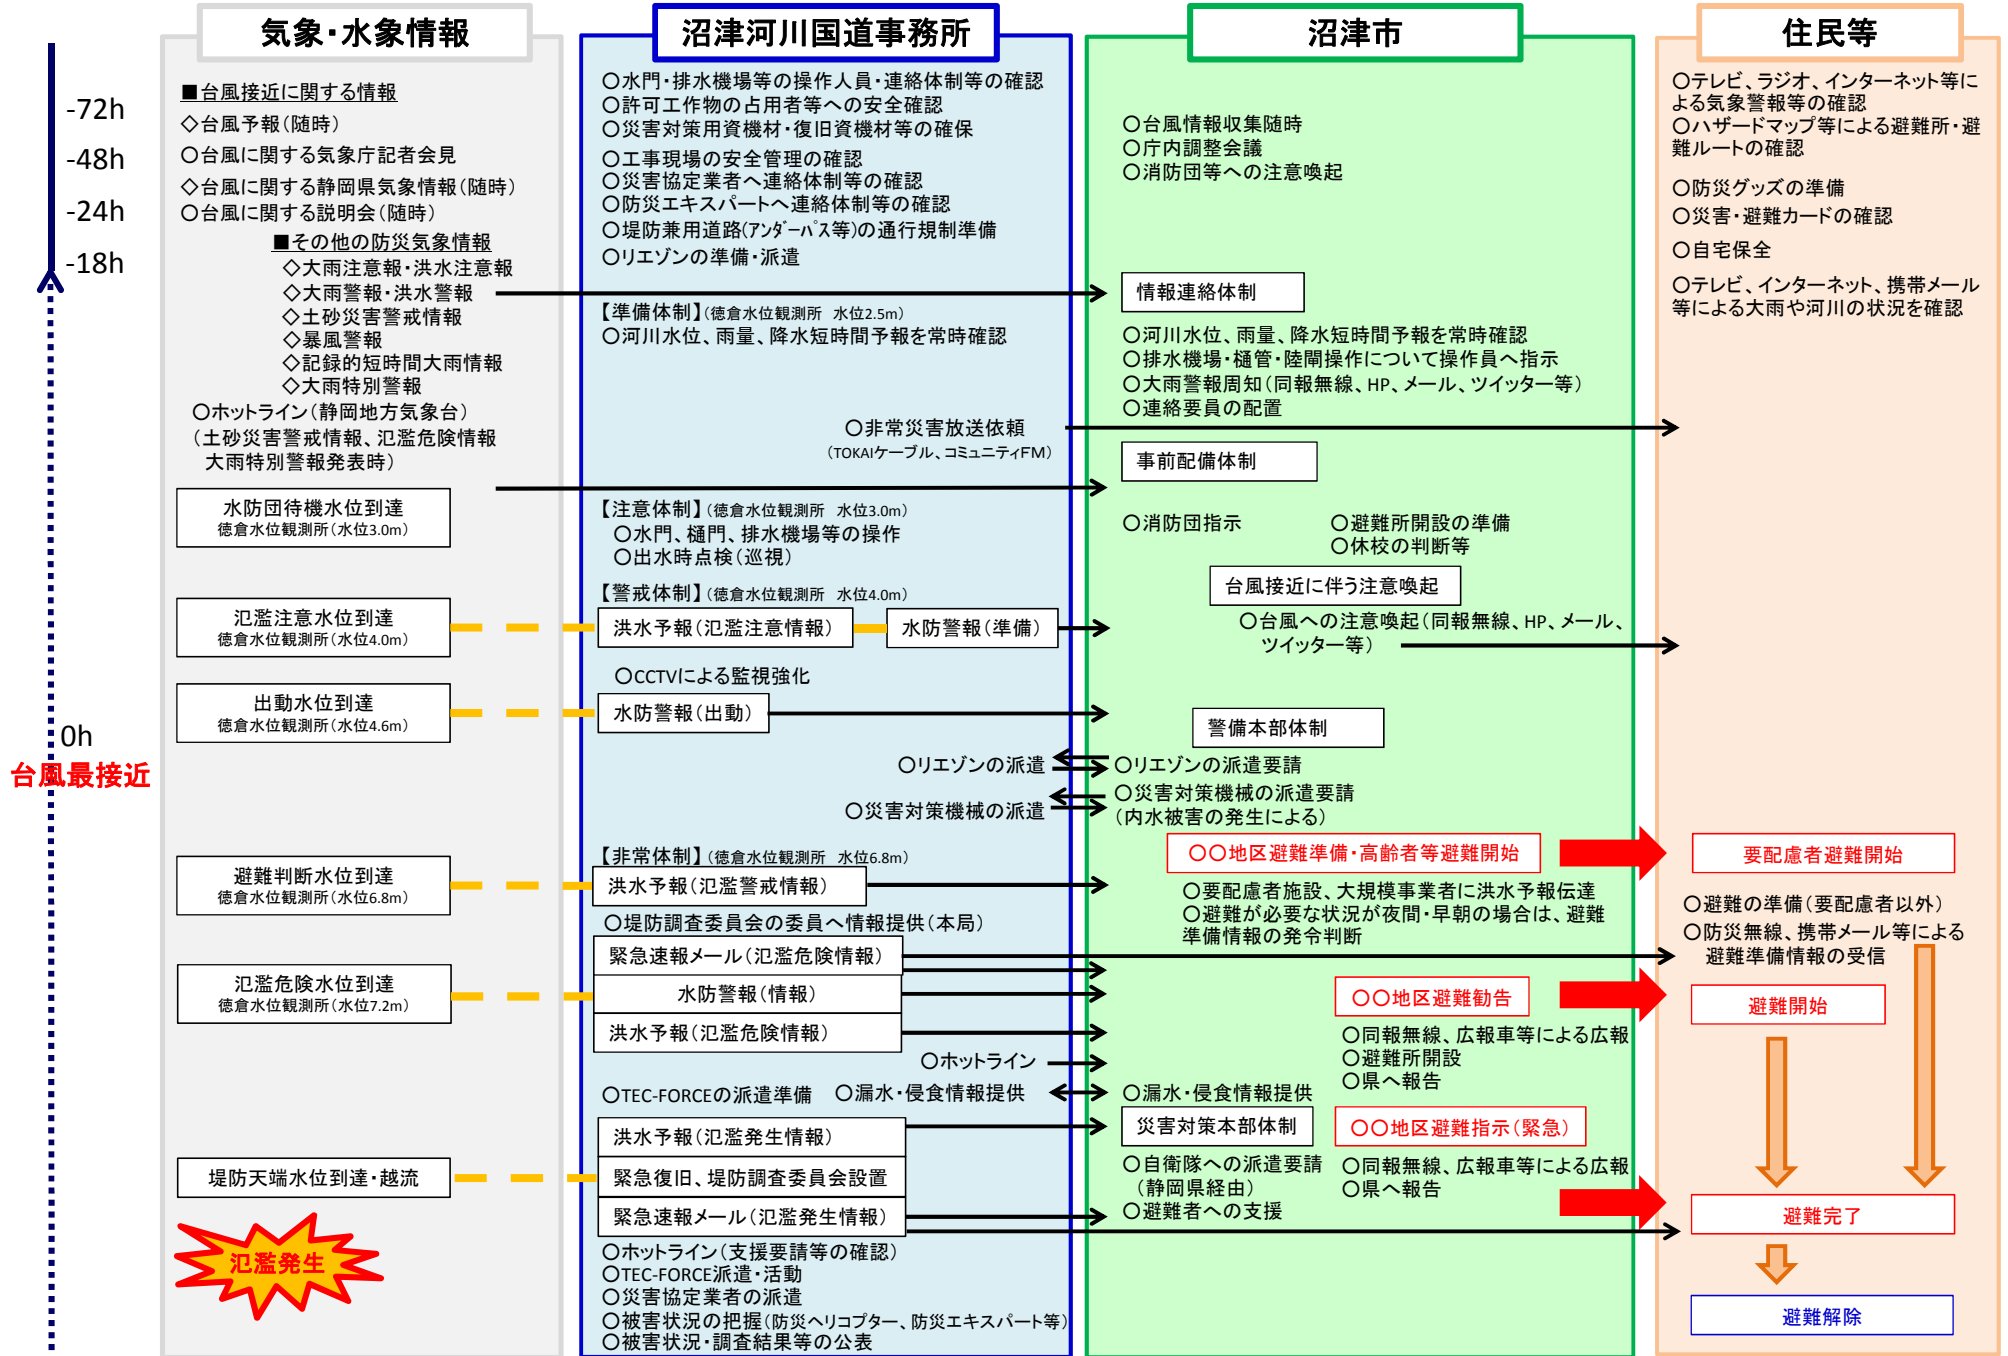 -72h
-48h
-24h
-18h
0h
台風最接近
気象・水象情報
■台風接近に関する情報
◇台風予報(随時)
○台風に関する気象庁記者会見
◇台風に関する静岡県気象情報(随時)
○台風に関する説明会(随時)
■その他の防災気象情報
◇大雨注意報・洪水注意報
◇大雨警報・洪水警報
◇土砂災害警戒情報
◇暴風警報
◇記録的短時間大雨情報
◇大雨特別警報
○ホットライン(静岡地方気象台)
(土砂災害警戒情報、氾濫危険情報
大雨特別警報発表時)
水防団待機水位到達
徳倉水位観測所(水位3.0m)
氾濫注意水位到達
徳倉水位観測所(水位4.0m)
出動水位到達
徳倉水位観測所(水位4.6m)
避難判断水位到達
徳倉水位観測所(水位6.8m)
氾濫危険水位到達
徳倉水位観測所(水位7.2m)
堤防天端水位到達・越流
氾濫発生
沼津河川国道事務所
○水門・排水機場等の操作人員・連絡体制等の確認
○許可工作物の占用者等への安全確認
○災害対策用資機材・復旧資機材等の確保
○工事現場の安全管理の確認
○災害協定業者へ連絡体制等の確認
○防災エキスパートへ連絡体制等の確認
○堤防兼用道路(アンダーパス等)の通行規制準備
○リエゾンの準備・派遣
【準備体制】(徳倉水位観測所 水位2.5m)
○河川水位、雨量、降水短時間予報を常時確認
○非常災害放送依頼
(TOKAIケーブル、コミュニティFM)
【注意体制】(徳倉水位観測所 水位3.0m)
○水門、樋門、排水機場等の操作
○出水時点検(巡視)
【警戒体制】(徳倉水位観測所 水位4.0m)
洪水予報(氾濫注意情報)
水防警報(準備)
○CCTVによる監視強化
水防警報(出動)
○リエゾンの派遣
○災害対策機械の派遣
【非常体制】(徳倉水位観測所 水位6.8m)
洪水予報(氾濫警戒情報)
○堤防調査委員会の委員へ情報提供(本局)
緊急速報メール(氾濫危険情報)
水防警報(情報)
洪水予報(氾濫危険情報)
○ホットライン
○TEC-FORCEの派遣準備 ○漏水・侵食情報提供
洪水予報(氾濫発生情報)
緊急復旧、堤防調査委員会設置
緊急速報メール(氾濫発生情報)
○ホットライン(支援要請等の確認)
○TEC-FORCE派遣・活動
○災害協定業者の派遣
○被害状況の把握(防災ヘリコプター、防災エキスパート等)
○被害状況・調査結果等の公表
沼津市
○台風情報収集随時
○庁内調整会議
○消防団等への注意喚起
情報連絡体制
○河川水位、雨量、降水短時間予報を常時確認
○排水機場・樋管・陸閘操作について操作員へ指示
○大雨警報周知(同報無線、HP、メール、ツイッター等)
○連絡要員の配置
事前配備体制
○消防団指示
○避難所開設の準備
○休校の判断等
台風接近に伴う注意喚起
○台風への注意喚起(同報無線、HP、メール、
ツイッター等)
警備本部体制
○リエゾンの派遣要請
○災害対策機械の派遣要請
(内水被害の発生による)
○○地区避難準備・高齢者等避難開始
○要配慮者施設、大規模事業者に洪水予報伝達
○避難が必要な状況が夜間・早朝の場合は、避難
準備情報の発令判断
○○地区避難勧告
○同報無線、広報車等による広報
○避難所開設
○県へ報告
○漏水・侵食情報提供
災害対策本部体制
○○地区避難指示(緊急)
○自衛隊への派遣要請
(静岡県経由)
○避難者への支援
○同報無線、広報車等による広報
○県へ報告
住民等
○テレビ、ラジオ、インターネット等に
よる気象警報等の確認
○ハザードマップ等による避難所・避
難ルートの確認
○防災グッズの準備
○災害・避難カードの確認
○自宅保全
○テレビ、インターネット、携帯メール
等による大雨や河川の状況を確認
要配慮者避難開始
○避難の準備(要配慮者以外)
○防災無線、携帯メール等による
避難準備情報の受信
避難開始
避難完了
避難解除